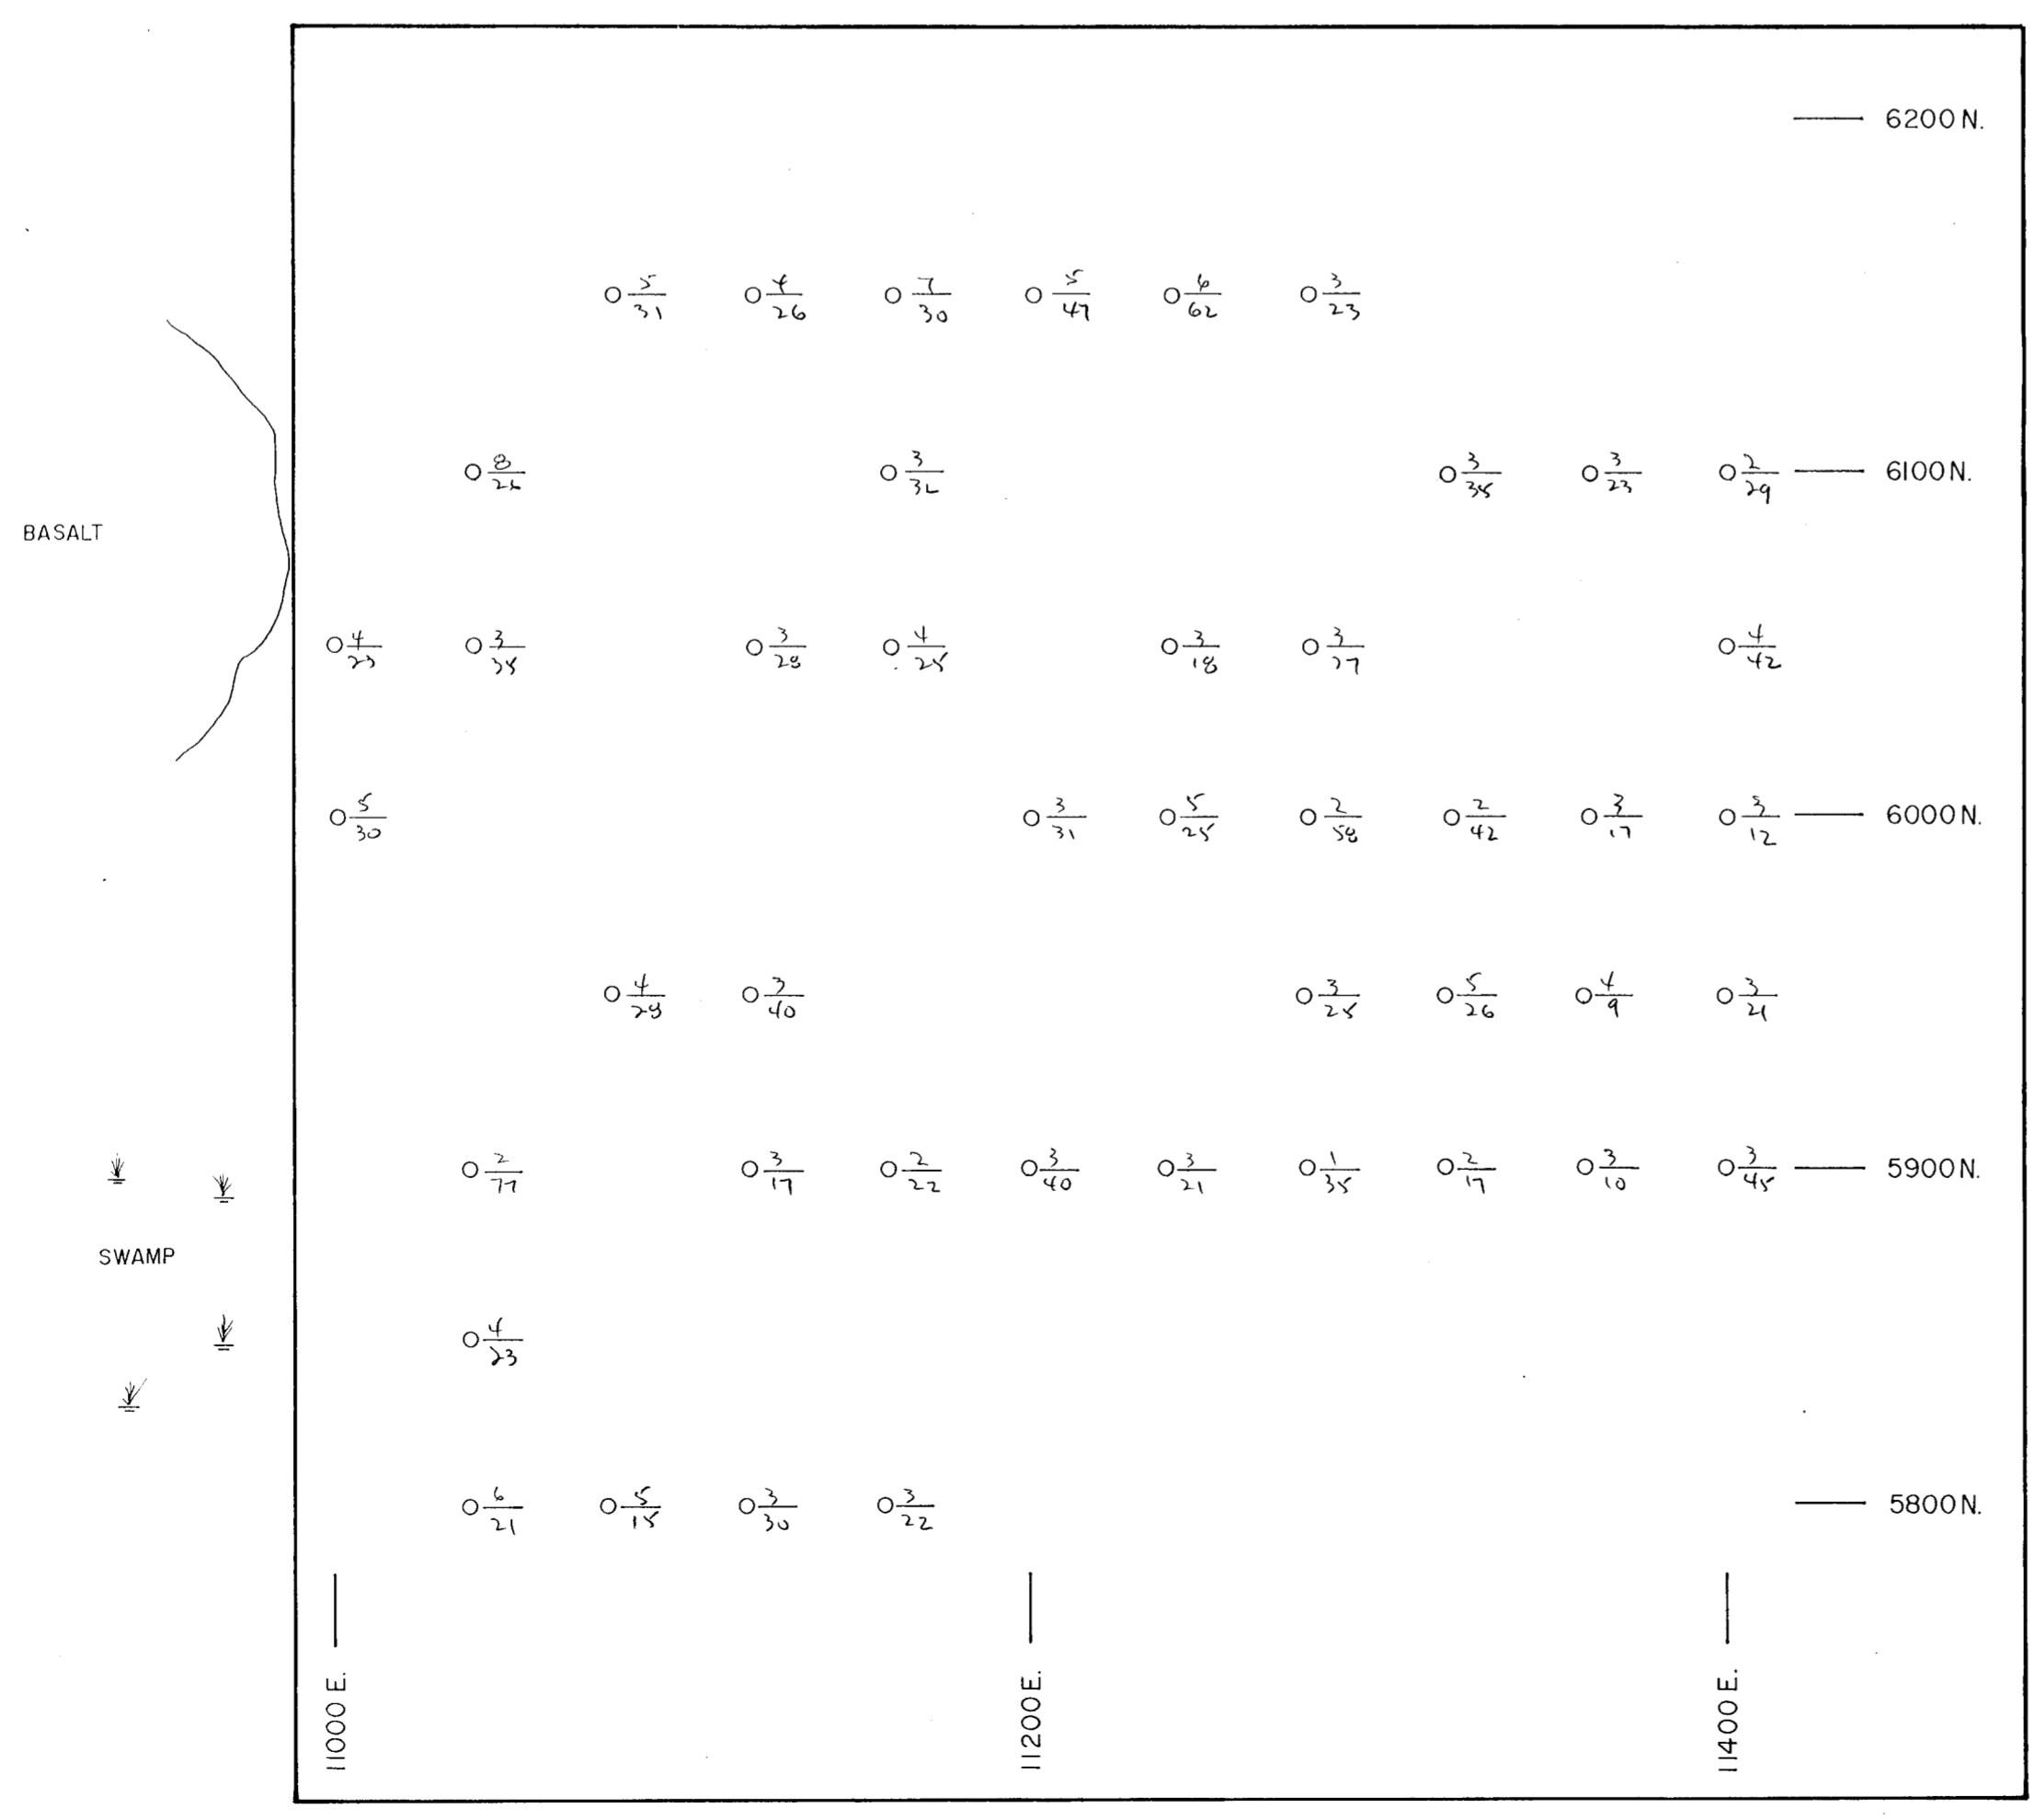 6200 N.
5/31 4/26 7/30 5/47 6/62 3/23
8/26 3/32 3/35 3/23 2/29 6100 N.
BASALT
4/23 3/35 3/28 4/25 3/18 3/27 4/42
5/30 3/31 5/25 2/58 2/42 3/17 3/12 6000 N.
4/28 3/40 3/25 5/26 4/9 3/21
2/77 3/17 2/22 3/40 3/21 1/35 2/17 3/10 3/45 5900 N.
SWAMP
4/23
6/21 5/15 3/30 3/22 5800 N.
11000 E. 11200 E. 11400 E.